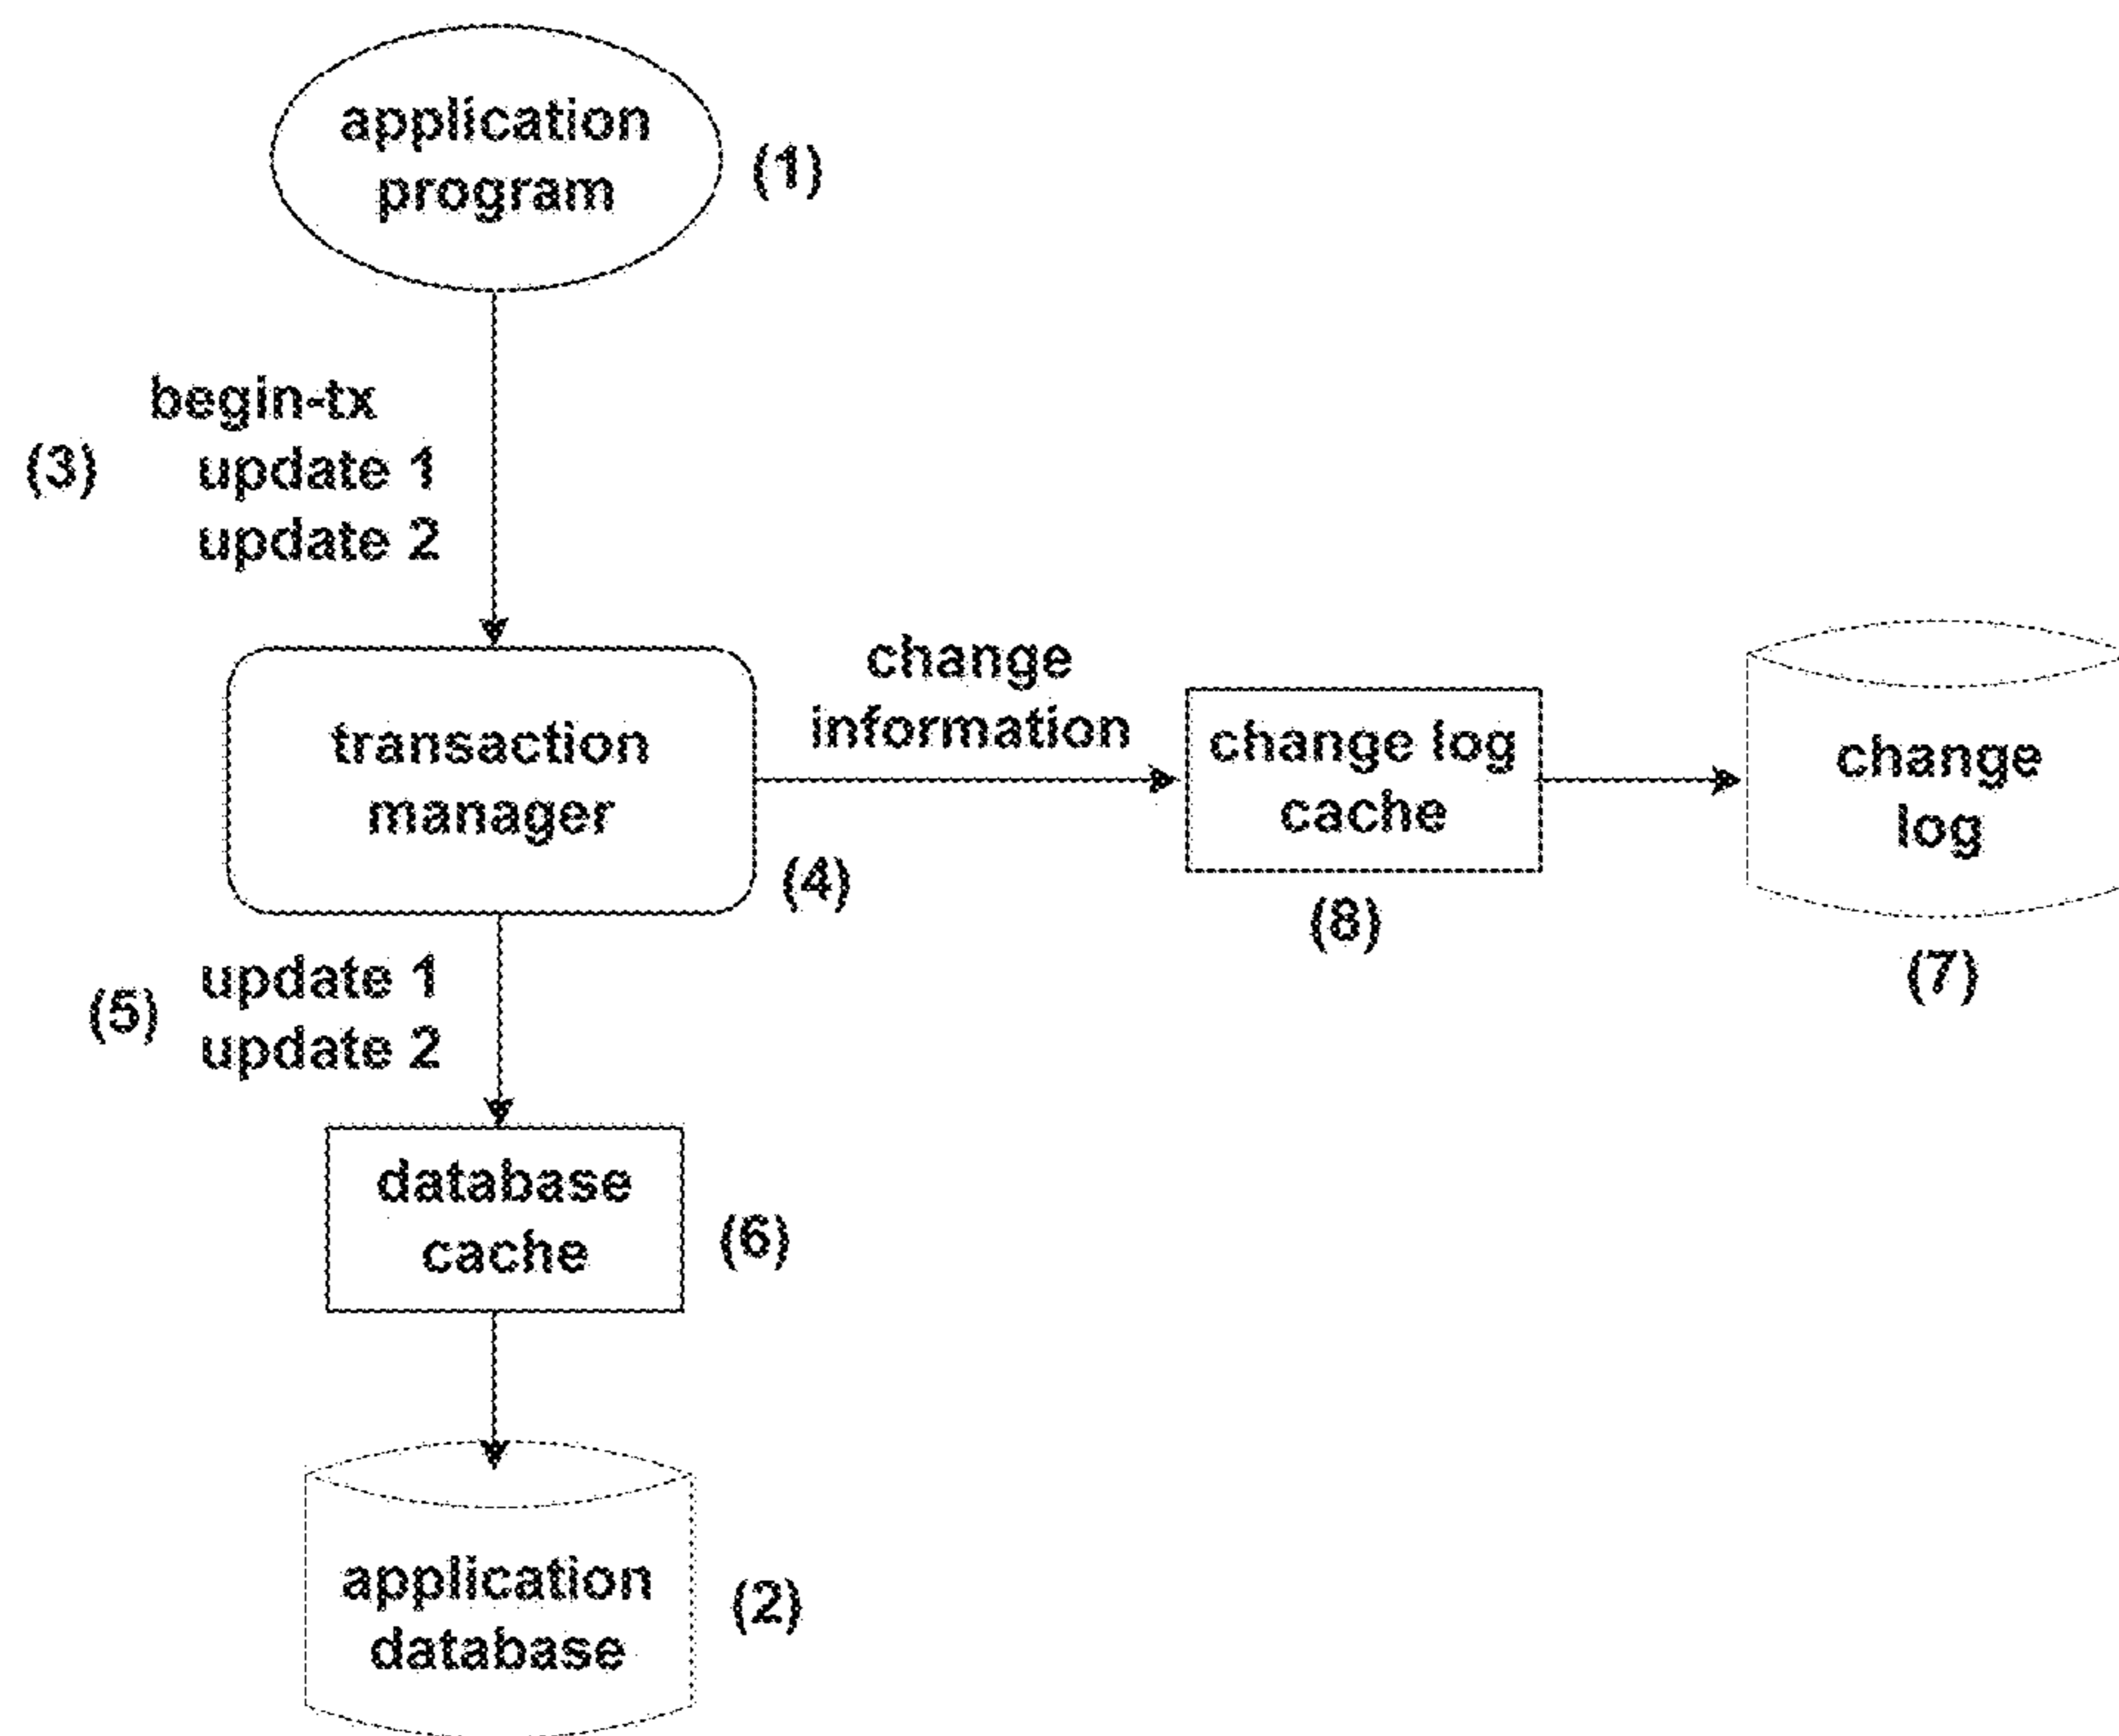 application
program
(1)
begin-tx
(3)
update 1
update 2
change
information
transaction
manager
(4)
change log
cache
(8)
change
log
(7)
(5)
update 1
update 2
database
cache
(6)
application
database
(2)